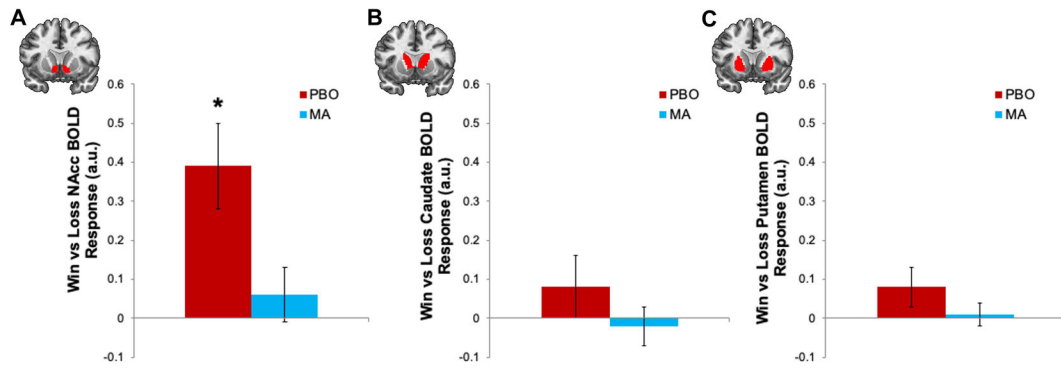 A
Win vs Loss NAcc BOLD
Response (a.u.)
0.6
0.5
0.4
0.3
0.2
0.1
0
-0.1
*
PBO
MA
B
Win vs Loss Caudate BOLD
Response (a.u.)
0.6
0.5
0.4
0.3
0.2
0.1
0
-0.1
PBO
MA
C
Win vs Loss Putamen BOLD
Response (a.u.)
0.6
0.5
0.4
0.3
0.2
0.1
0
-0.1
PBO
MA